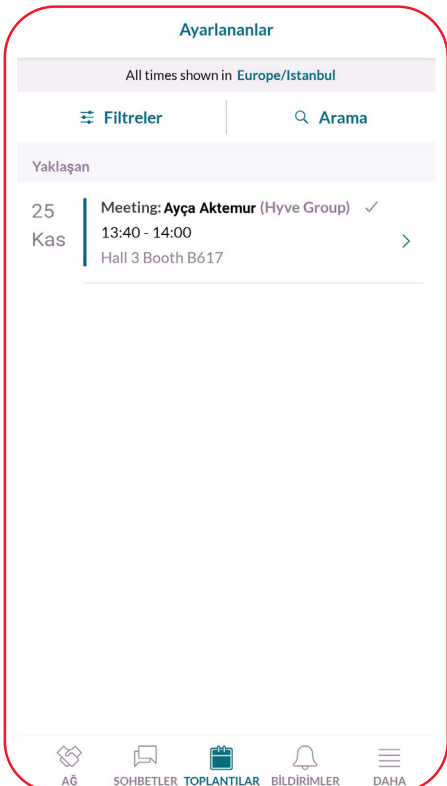 Ayarlananlar
All times shown in Europe/Istanbul
Filtreler
Arama
Yaklaşan
25 Kas
Meeting: Ayça Aktemur (Hyve Group)
13:40 - 14:00
Hall 3 Booth B617
AĞ
SOHBETLER
TOPLANTILAR
BİLDİRİMLER
DAHA